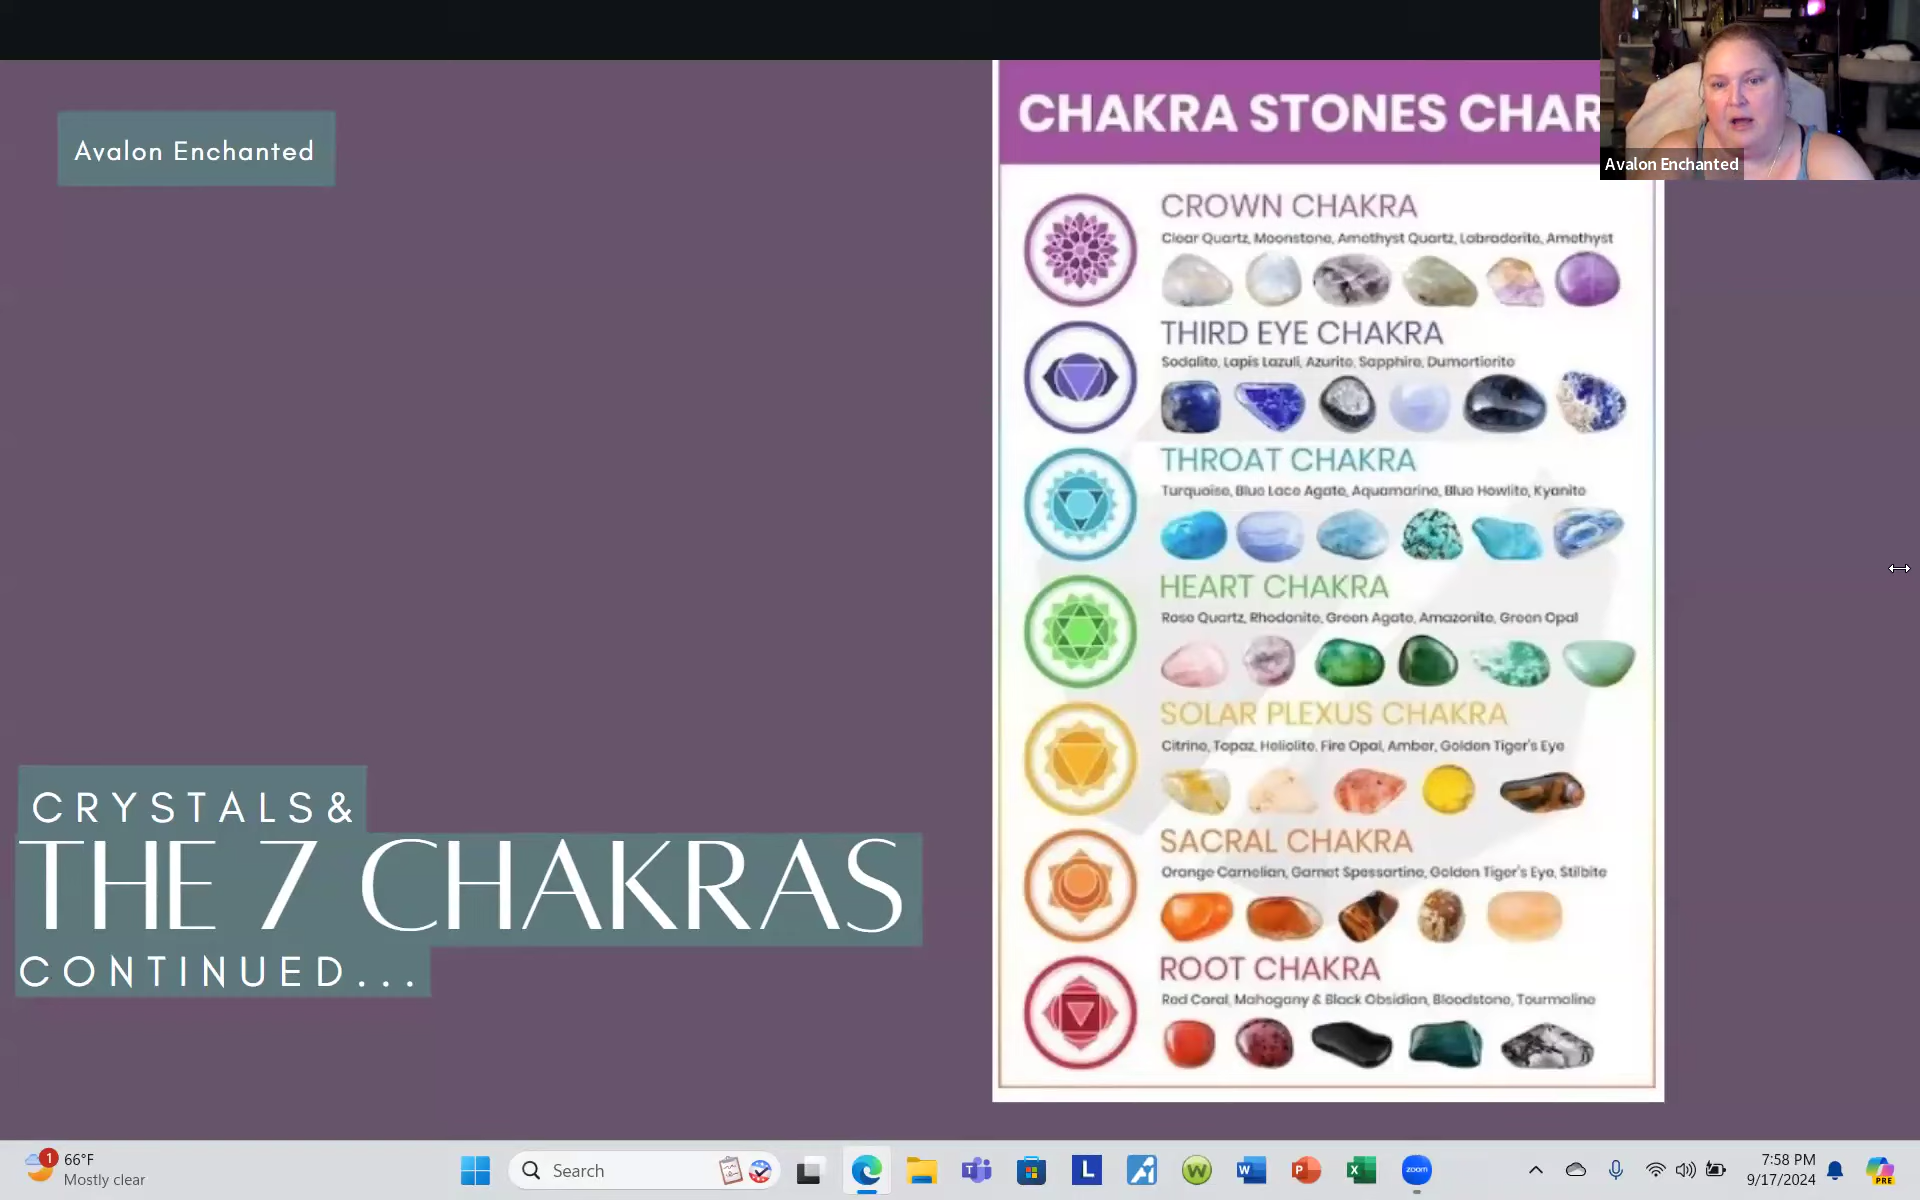 Avalon Enchanted
CRYSTALS&
THE 7 CHAKRAS
CONTINUED...
CHAKRA STONES CHAR
Avalon Enchanted
CROWN CHAKRA
Clear Quartz, Moonstone, Amethyst Quartz, Labradorite, Amethyst
THIRD EYE CHAKRA
Sodalite, Lapis Lazuli, Azurite, Sapphire, Dumortierite
THROAT CHAKRA
Turquoise, Blue Lace Agate, Aquamarine, Blue Howlite, Kyanite
HEART CHAKRA
Rose Quartz, Rhodonite, Green Agate, Amazonite, Green Opal
SOLAR PLEXUS CHAKRA
Citrine, Topaz, Heliolite, Fire Opal, Amber, Golden Tiger's Eye
SACRAL CHAKRA
Orange Carnelian, Garnet Spessartine, Golden Tiger's Eye, Stilbite
ROOT CHAKRA
Red Coral, Mahogany & Black Obsidian, Bloodstone, Tourmaline
1
66°F
Mostly clear
Search
T
L
W
W
P
X
zoom
7:58 PM
9/17/2024
PRE